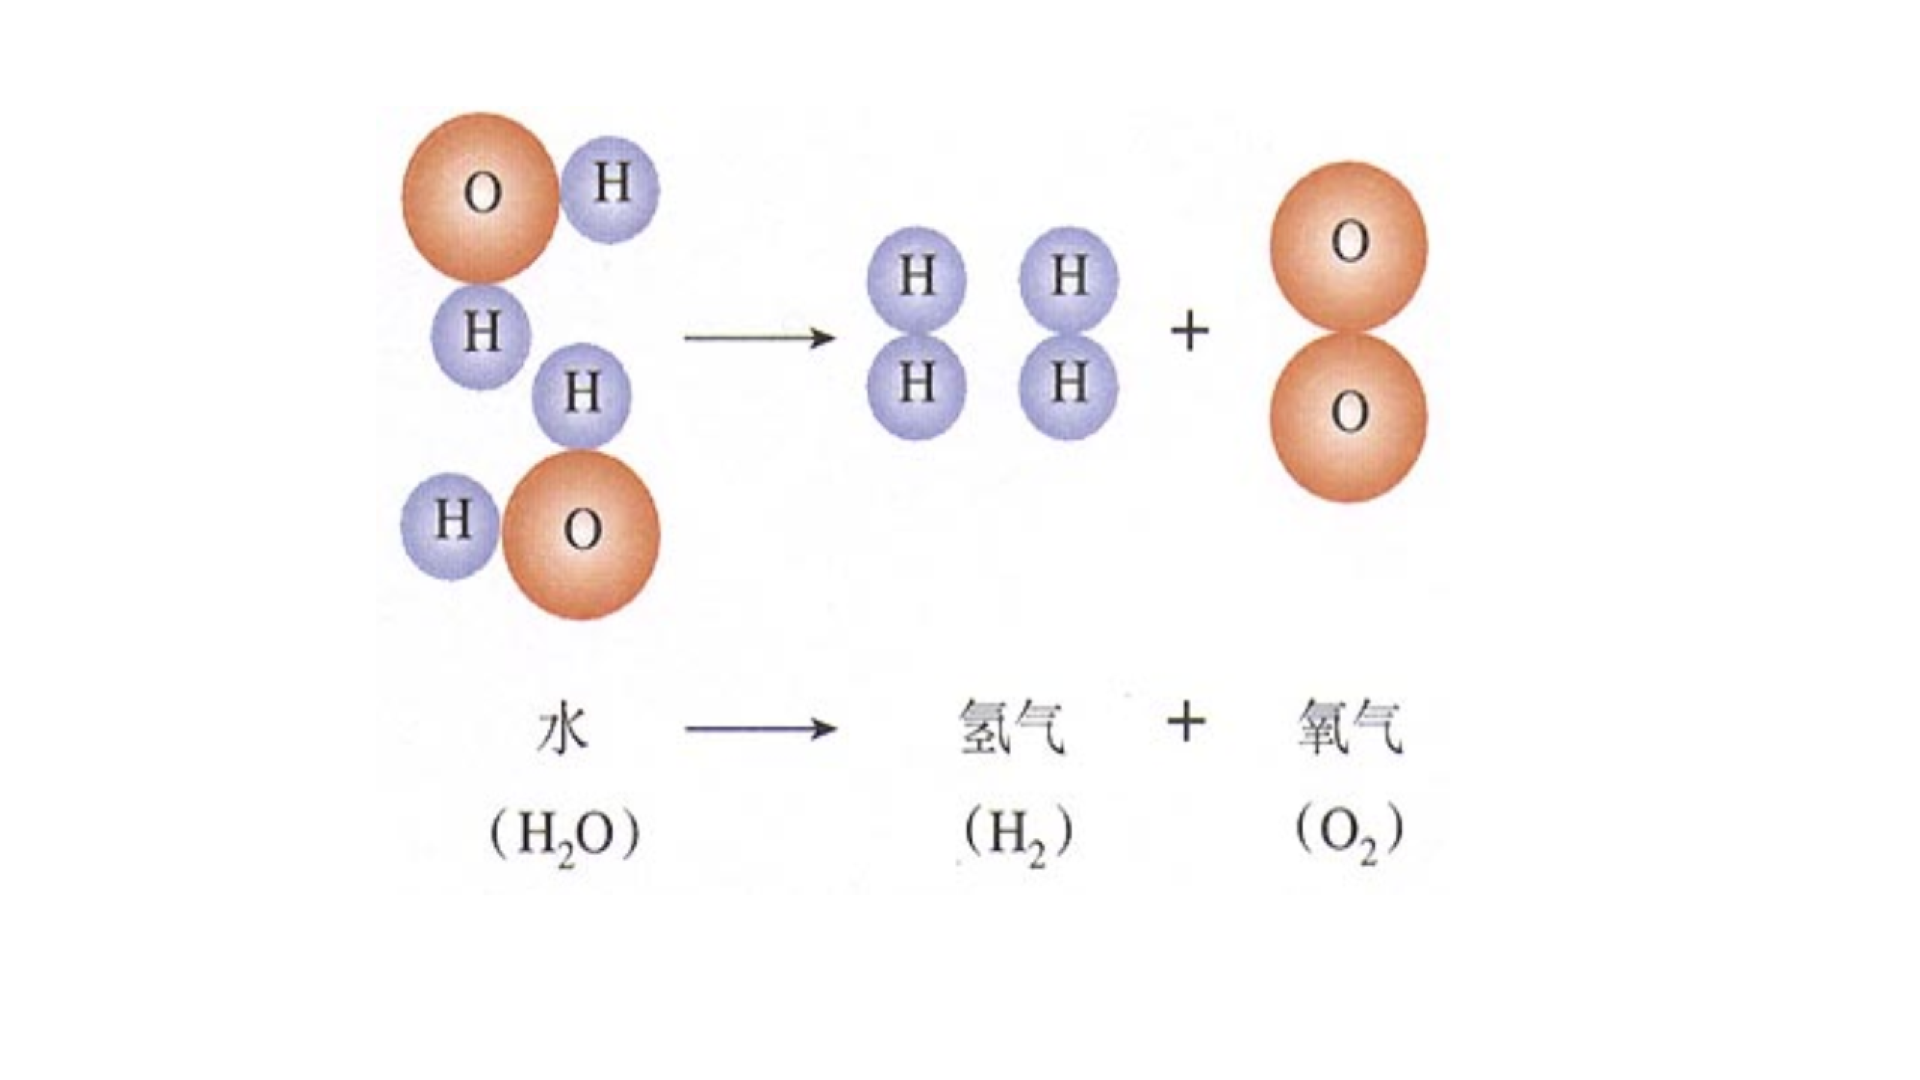 O H
H H H
H + O
H H H O
H O
水 → 氢气 + 氧气
(H₂O) (H₂) (O₂)